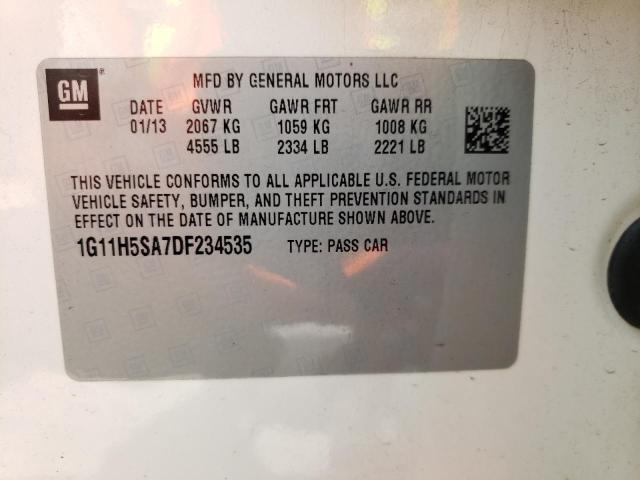 GM ®
MFD BY GENERAL MOTORS LLC
DATE GVWR GAWR FRT GAWR RR
01/13 2067 KG 1059 KG 1008 KG
4555 LB 2334 LB 2221 LB
THIS VEHICLE CONFORMS TO ALL APPLICABLE U.S. FEDERAL MOTOR
VEHICLE SAFETY, BUMPER, AND THEFT PREVENTION STANDARDS IN
EFFECT ON THE DATE OF MANUFACTURE SHOWN ABOVE.
1G11H5SA7DF234535 TYPE: PASS CAR